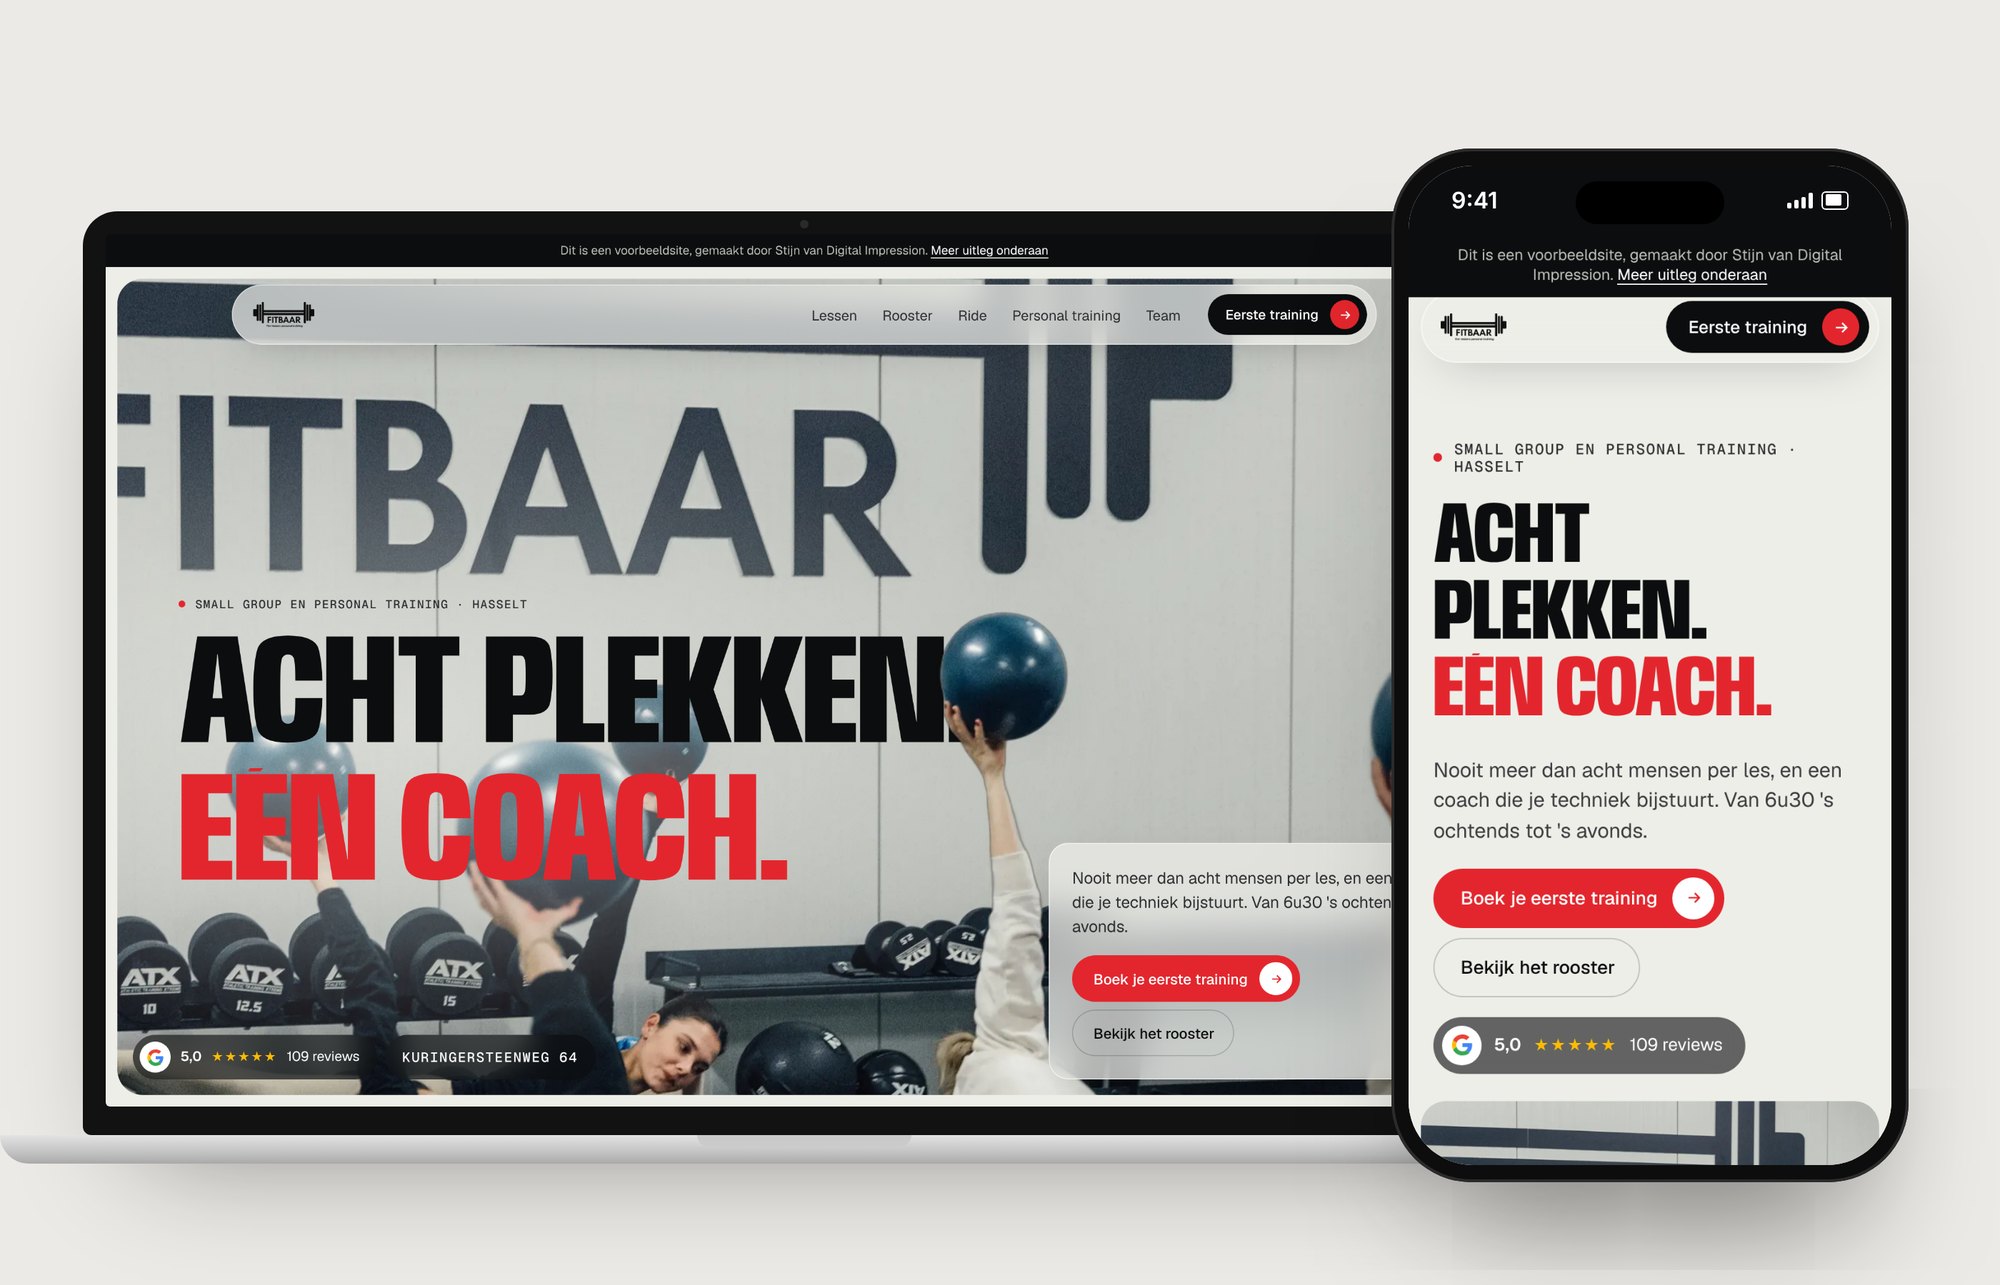 Dit is een voorbeeldsite, gemaakt door Stijn van Digital Impression. Meer uitleg onderaan
FITBAAR
Lessen Rooster Ride Personal training Team Eerste training
FITBAAR
SMALL GROUP EN PERSONAL TRAINING · HASSELT
ACHT PLEKKEN.
EÉN COACH.
Nooit meer dan acht mensen per les, en een
die je techniek bijstuurt. Van 6u30 's ochten
avonds.
Boek je eerste training
Bekijk het rooster
ATX
10
ATX
12.5
ATX
15
25
ATX
25
ATX
12
ATX
5,0 ★★★★★ 109 reviews
KURINGERSTEENWEG 64
9:41
Dit is een voorbeeldsite, gemaakt door Stijn van Digital
Impression. Meer uitleg onderaan
FITBAAR
Eerste training
SMALL GROUP EN PERSONAL TRAINING ·
HASSELT
ACHT
PLEKKEN.
EÉN COACH.
Nooit meer dan acht mensen per les, en een
coach die je techniek bijstuurt. Van 6u30 's
ochtends tot 's avonds.
Boek je eerste training
Bekijk het rooster
5,0 ★★★★★ 109 reviews